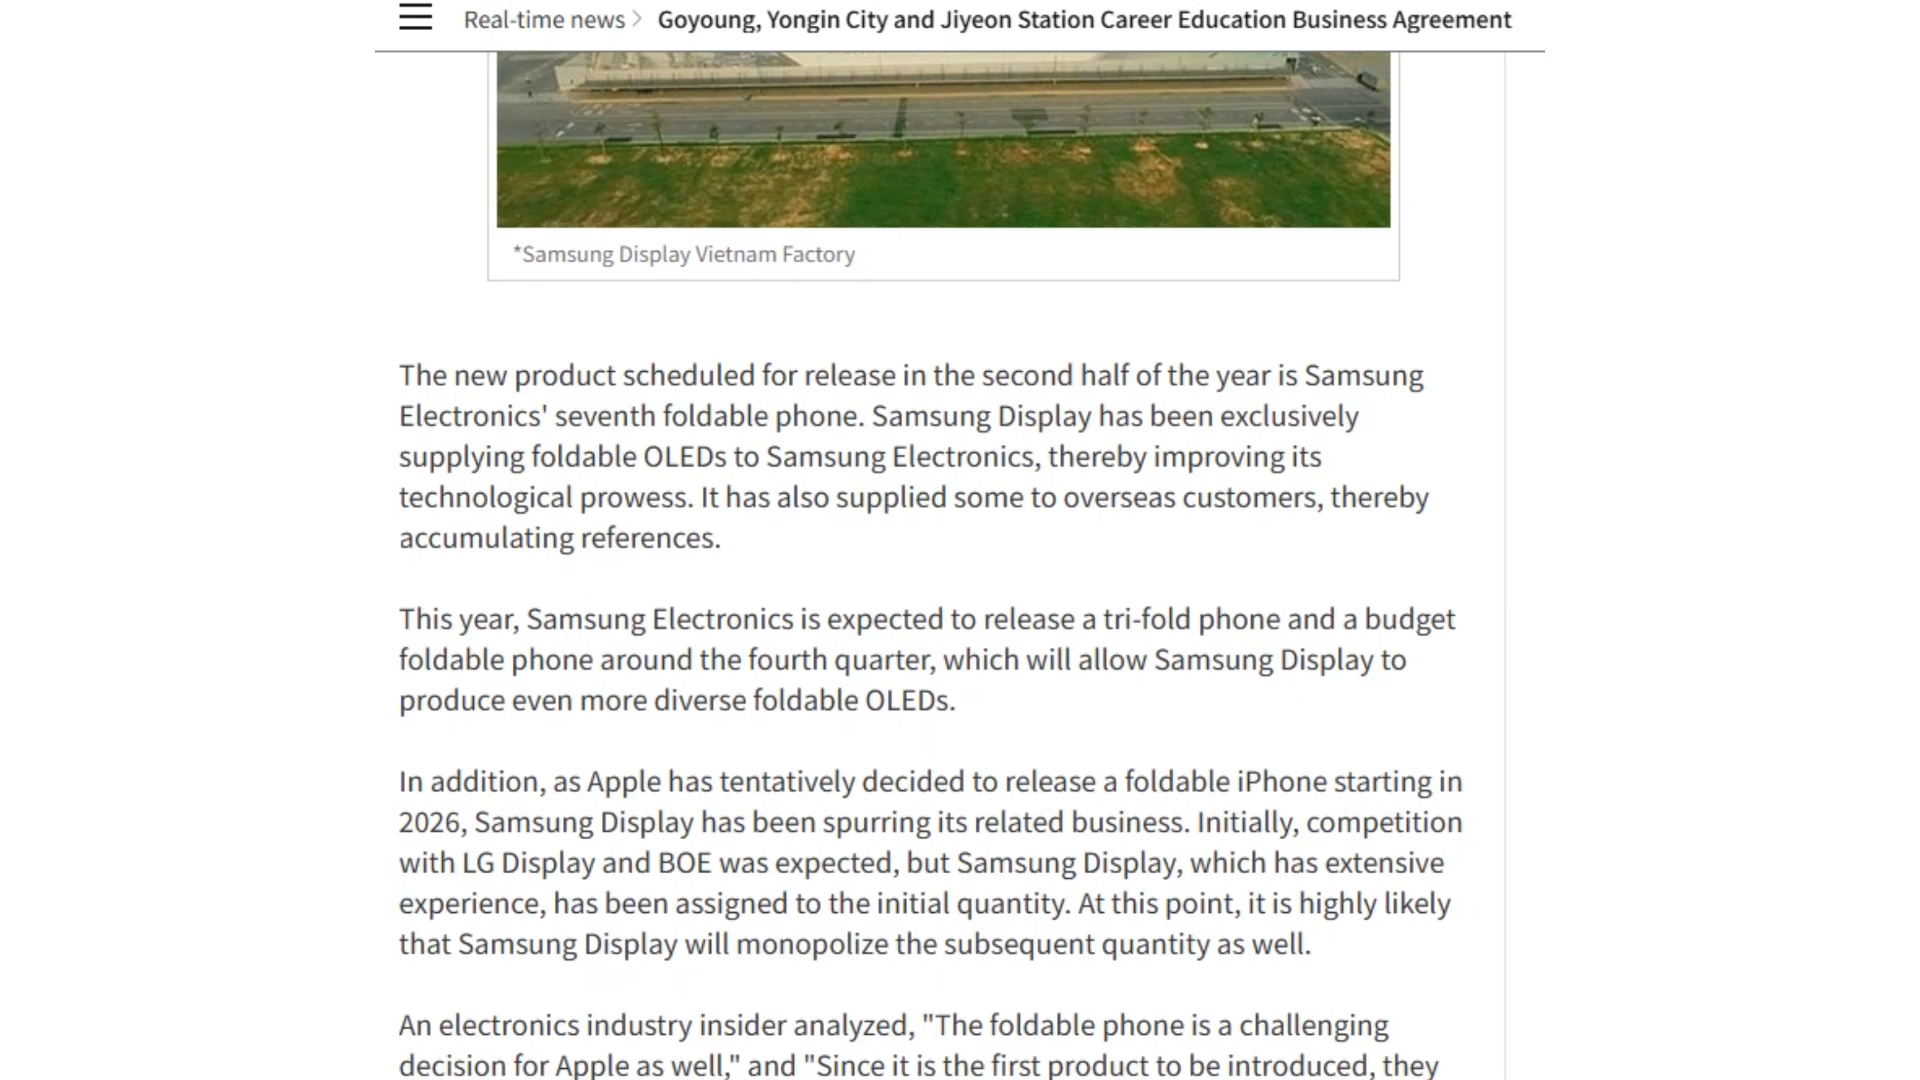 Real-time news > Goyoung, Yongin City and Jiyeon Station Career Education Business Agreement
*Samsung Display Vietnam Factory
The new product scheduled for release in the second half of the year is Samsung
Electronics' seventh foldable phone. Samsung Display has been exclusively
supplying foldable OLEDs to Samsung Electronics, thereby improving its
technological prowess. It has also supplied some to overseas customers, thereby
accumulating references.
This year, Samsung Electronics is expected to release a tri-fold phone and a budget
foldable phone around the fourth quarter, which will allow Samsung Display to
produce even more diverse foldable OLEDs.
In addition, as Apple has tentatively decided to release a foldable iPhone starting in
2026, Samsung Display has been spurring its related business. Initially, competition
with LG Display and BOE was expected, but Samsung Display, which has extensive
experience, has been assigned to the initial quantity. At this point, it is highly likely
that Samsung Display will monopolize the subsequent quantity as well.
An electronics industry insider analyzed, "The foldable phone is a challenging
decision for Apple as well," and "Since it is the first product to be introduced, they